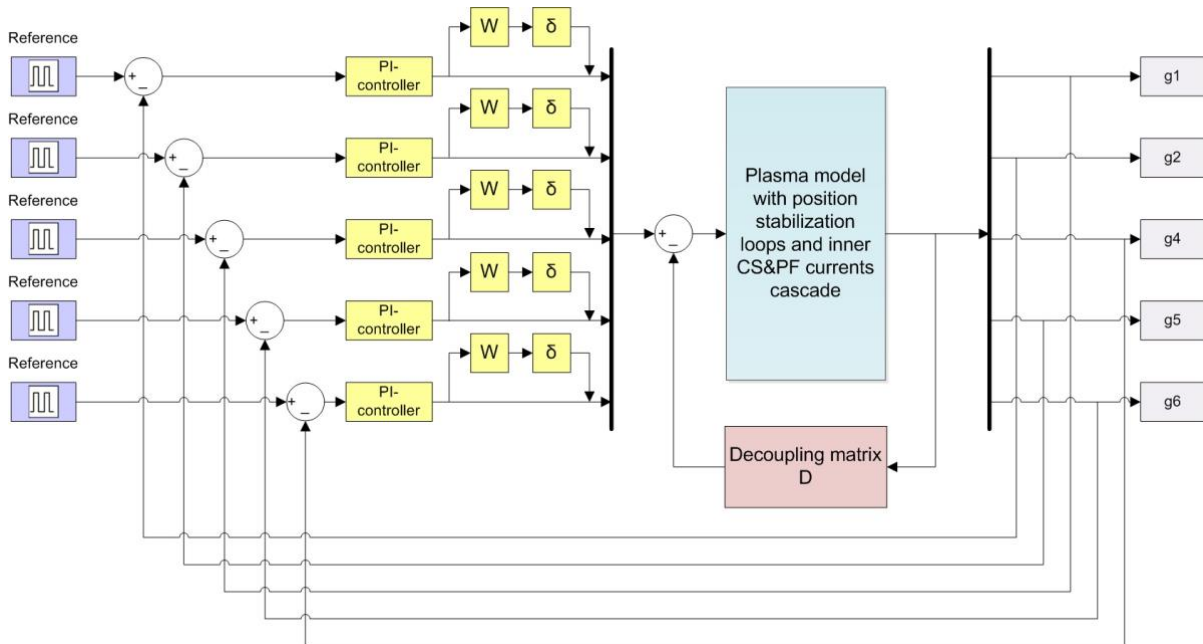 Reference
PI-
controller
W
δ
g1
Reference
PI-
controller
W
δ
g2
Reference
PI-
controller
W
δ
g4
Reference
PI-
controller
W
δ
g5
Reference
PI-
controller
W
δ
g6
Plasma model
with position
stabilization
loops and inner
CS&PF currents
cascade
Decoupling matrix
D
+
−
+
−
+
−
+
−
+
−
−